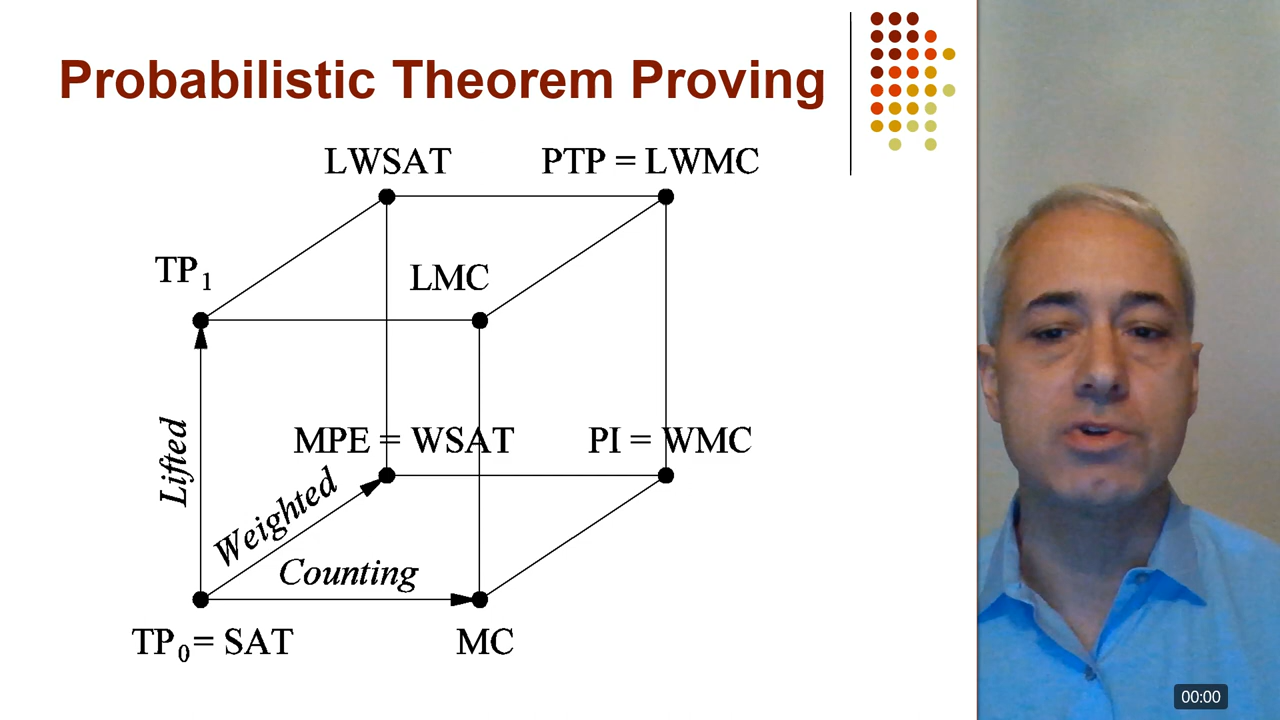 Probabilistic Theorem Proving
LWSAT
PTP = LWMC
TP1
LMC
Lifted
MPE = WSAT
PI = WMC
Weighted
Counting
TP0 = SAT
MC
00:00